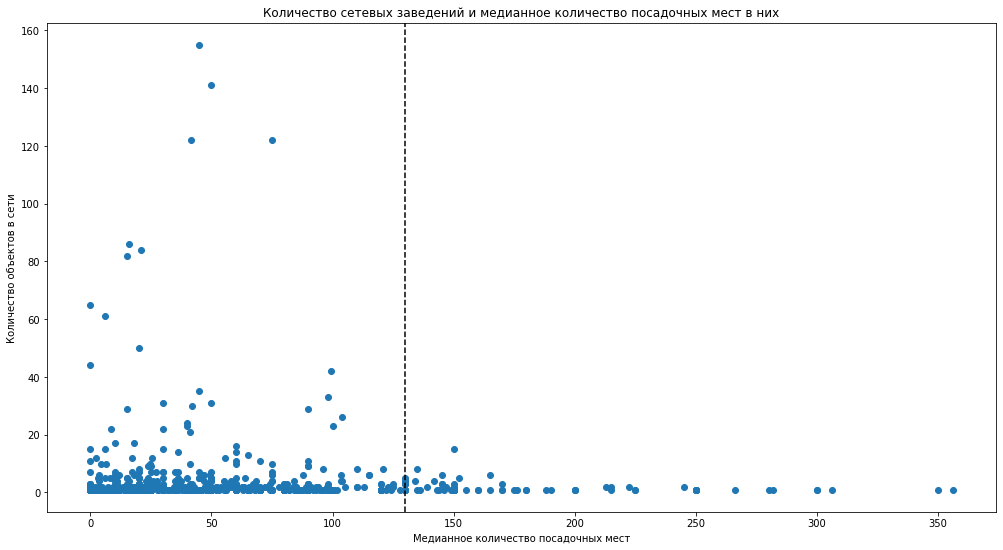 Количество сетевых заведений и медианное количество посадочных мест в них
160
140
120
100
80
60
40
20
0
Количество объектов в сети
0 50 100 150 200 250 300 350
Медианное количество посадочных мест